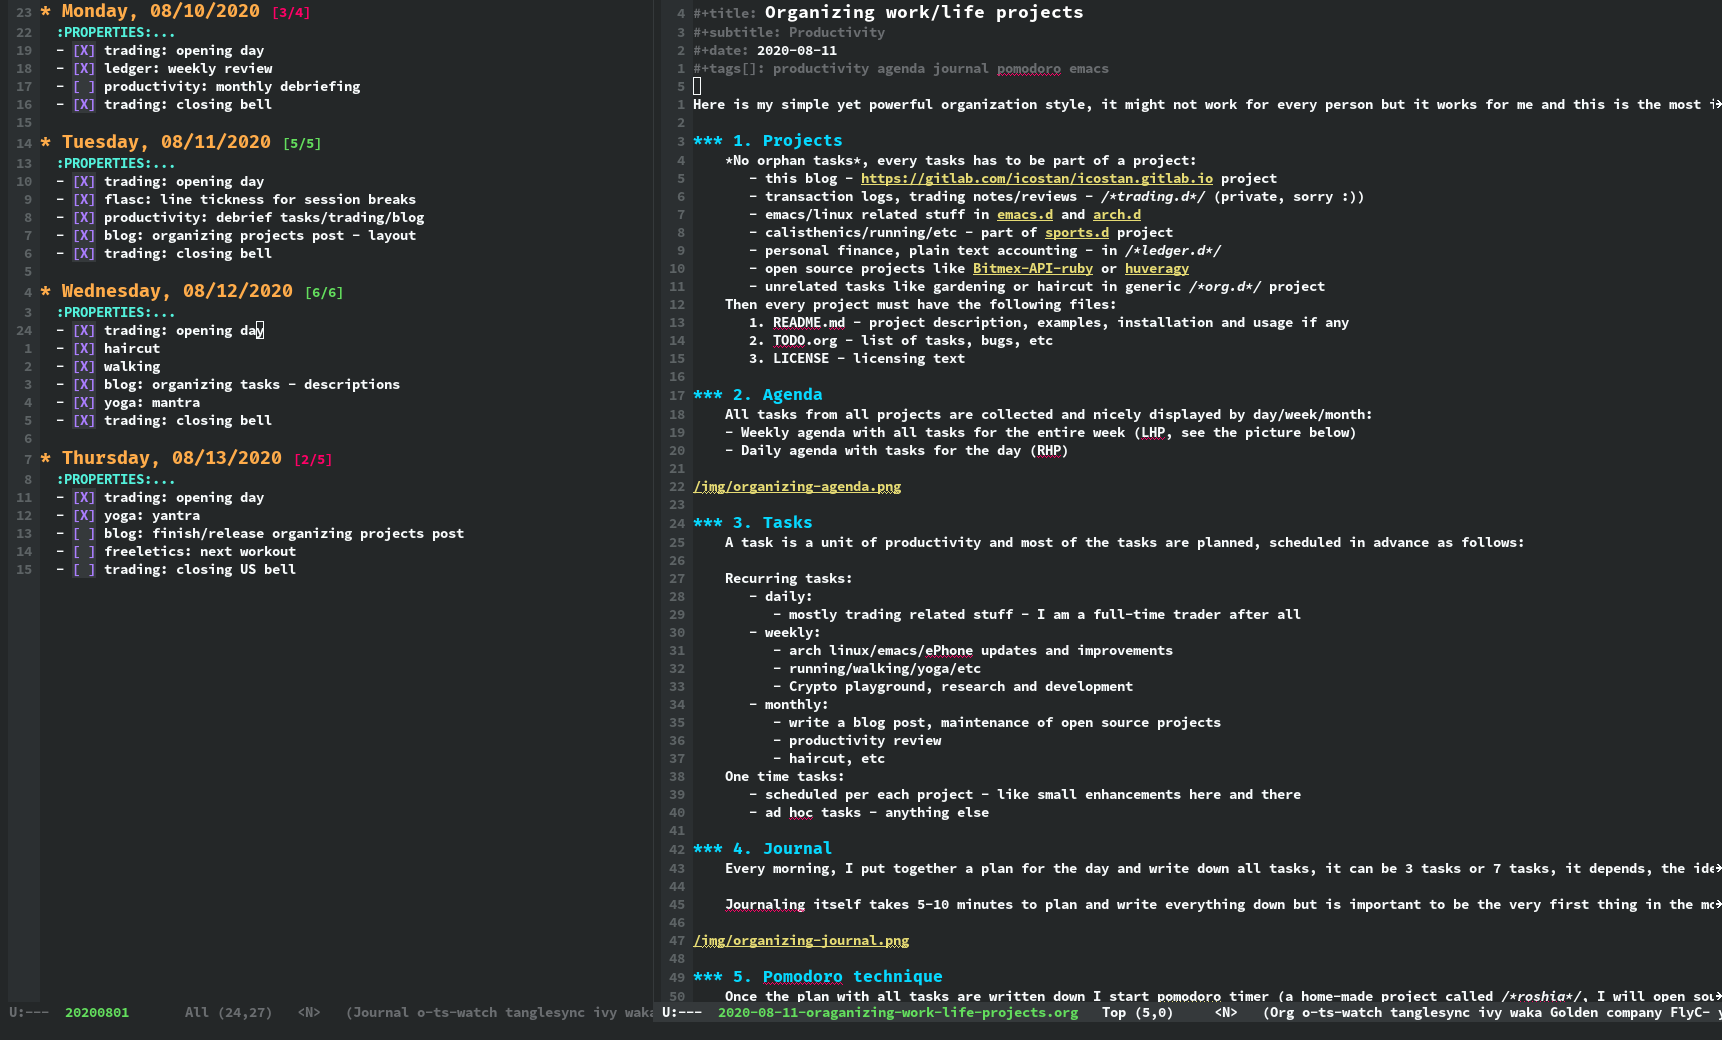 23 * Monday, 08/10/2020 [3/4]
22 :PROPERTIES:...
19 - [X] trading: opening day
18 - [X] ledger: weekly review
17 - [ ] productivity: monthly debriefing
16 - [X] trading: closing bell
15
14 * Tuesday, 08/11/2020 [5/5]
13 :PROPERTIES:...
10 - [X] trading: opening day
9 - [X] flasc: line tickness for session breaks
8 - [X] productivity: debrief tasks/trading/blog
7 - [X] blog: organizing projects post - layout
6 - [X] trading: closing bell
5
4 * Wednesday, 08/12/2020 [6/6]
3 :PROPERTIES:...
24 - [X] trading: opening day
1 - [X] haircut
2 - [X] walking
3 - [X] blog: organizing tasks - descriptions
4 - [X] yoga: mantra
5 - [X] trading: closing bell
6
7 * Thursday, 08/13/2020 [2/5]
8 :PROPERTIES:...
11 - [X] trading: opening day
12 - [X] yoga: yantra
13 - [ ] blog: finish/release organizing projects post
14 - [ ] freeletics: next workout
15 - [ ] trading: closing US bell
U:--- 20200801 All (24,27) <N> (Journal o-ts-watch tanglesync ivy waka
4 #+title: Organizing work/life projects
3 #+subtitle: Productivity
2 #+date: 2020-08-11
1 #+tags[]: productivity agenda journal pomodoro emacs
5
1 Here is my simple yet powerful organization style, it might not work for every person but it works for me and this is the most i
2
3 *** 1. Projects
4 *No orphan tasks*, every tasks has to be part of a project:
5 - this blog - https://gitlab.com/icostan/icostan.gitlab.io project
6 - transaction logs, trading notes/reviews - /*trading.d*/ (private, sorry :))
7 - emacs/linux related stuff in emacs.d and arch.d
8 - calisthenics/running/etc - part of sports.d project
9 - personal finance, plain text accounting - in /*ledger.d*/
10 - open source projects like Bitmex-API-ruby or huveragy
11 - unrelated tasks like gardening or haircut in generic /*org.d*/ project
12 Then every project must have the following files:
13 1. README.md - project description, examples, installation and usage if any
14 2. TODO.org - list of tasks, bugs, etc
15 3. LICENSE - licensing text
16
17 *** 2. Agenda
18 All tasks from all projects are collected and nicely displayed by day/week/month:
19 - Weekly agenda with all tasks for the entire week (LHP, see the picture below)
20 - Daily agenda with tasks for the day (RHP)
21
22 /img/organizing-agenda.png
23
24 *** 3. Tasks
25 A task is a unit of productivity and most of the tasks are planned, scheduled in advance as follows:
26
27 Recurring tasks:
28 - daily:
29 - mostly trading related stuff - I am a full-time trader after all
30 - weekly:
31 - arch linux/emacs/ePhone updates and improvements
32 - running/walking/yoga/etc
33 - Crypto playground, research and development
34 - monthly:
35 - write a blog post, maintenance of open source projects
36 - productivity review
37 - haircut, etc
38 One time tasks:
39 - scheduled per each project - like small enhancements here and there
40 - ad hoc tasks - anything else
41
42 *** 4. Journal
43 Every morning, I put together a plan for the day and write down all tasks, it can be 3 tasks or 7 tasks, it depends, the ide
44
45 Journaling itself takes 5-10 minutes to plan and write everything down but is important to be the very first thing in the mo
46
47 /img/organizing-journal.png
48
49 *** 5. Pomodoro technique
50 Once the plan with all tasks are written down I start pomodoro timer (a home-made project called /*roshia*/, I will open sou
U:--- 2020-08-11-oraganizing-work-life-projects.org Top (5,0) <N> (Org o-ts-watch tanglesync ivy waka Golden company FlyC- y